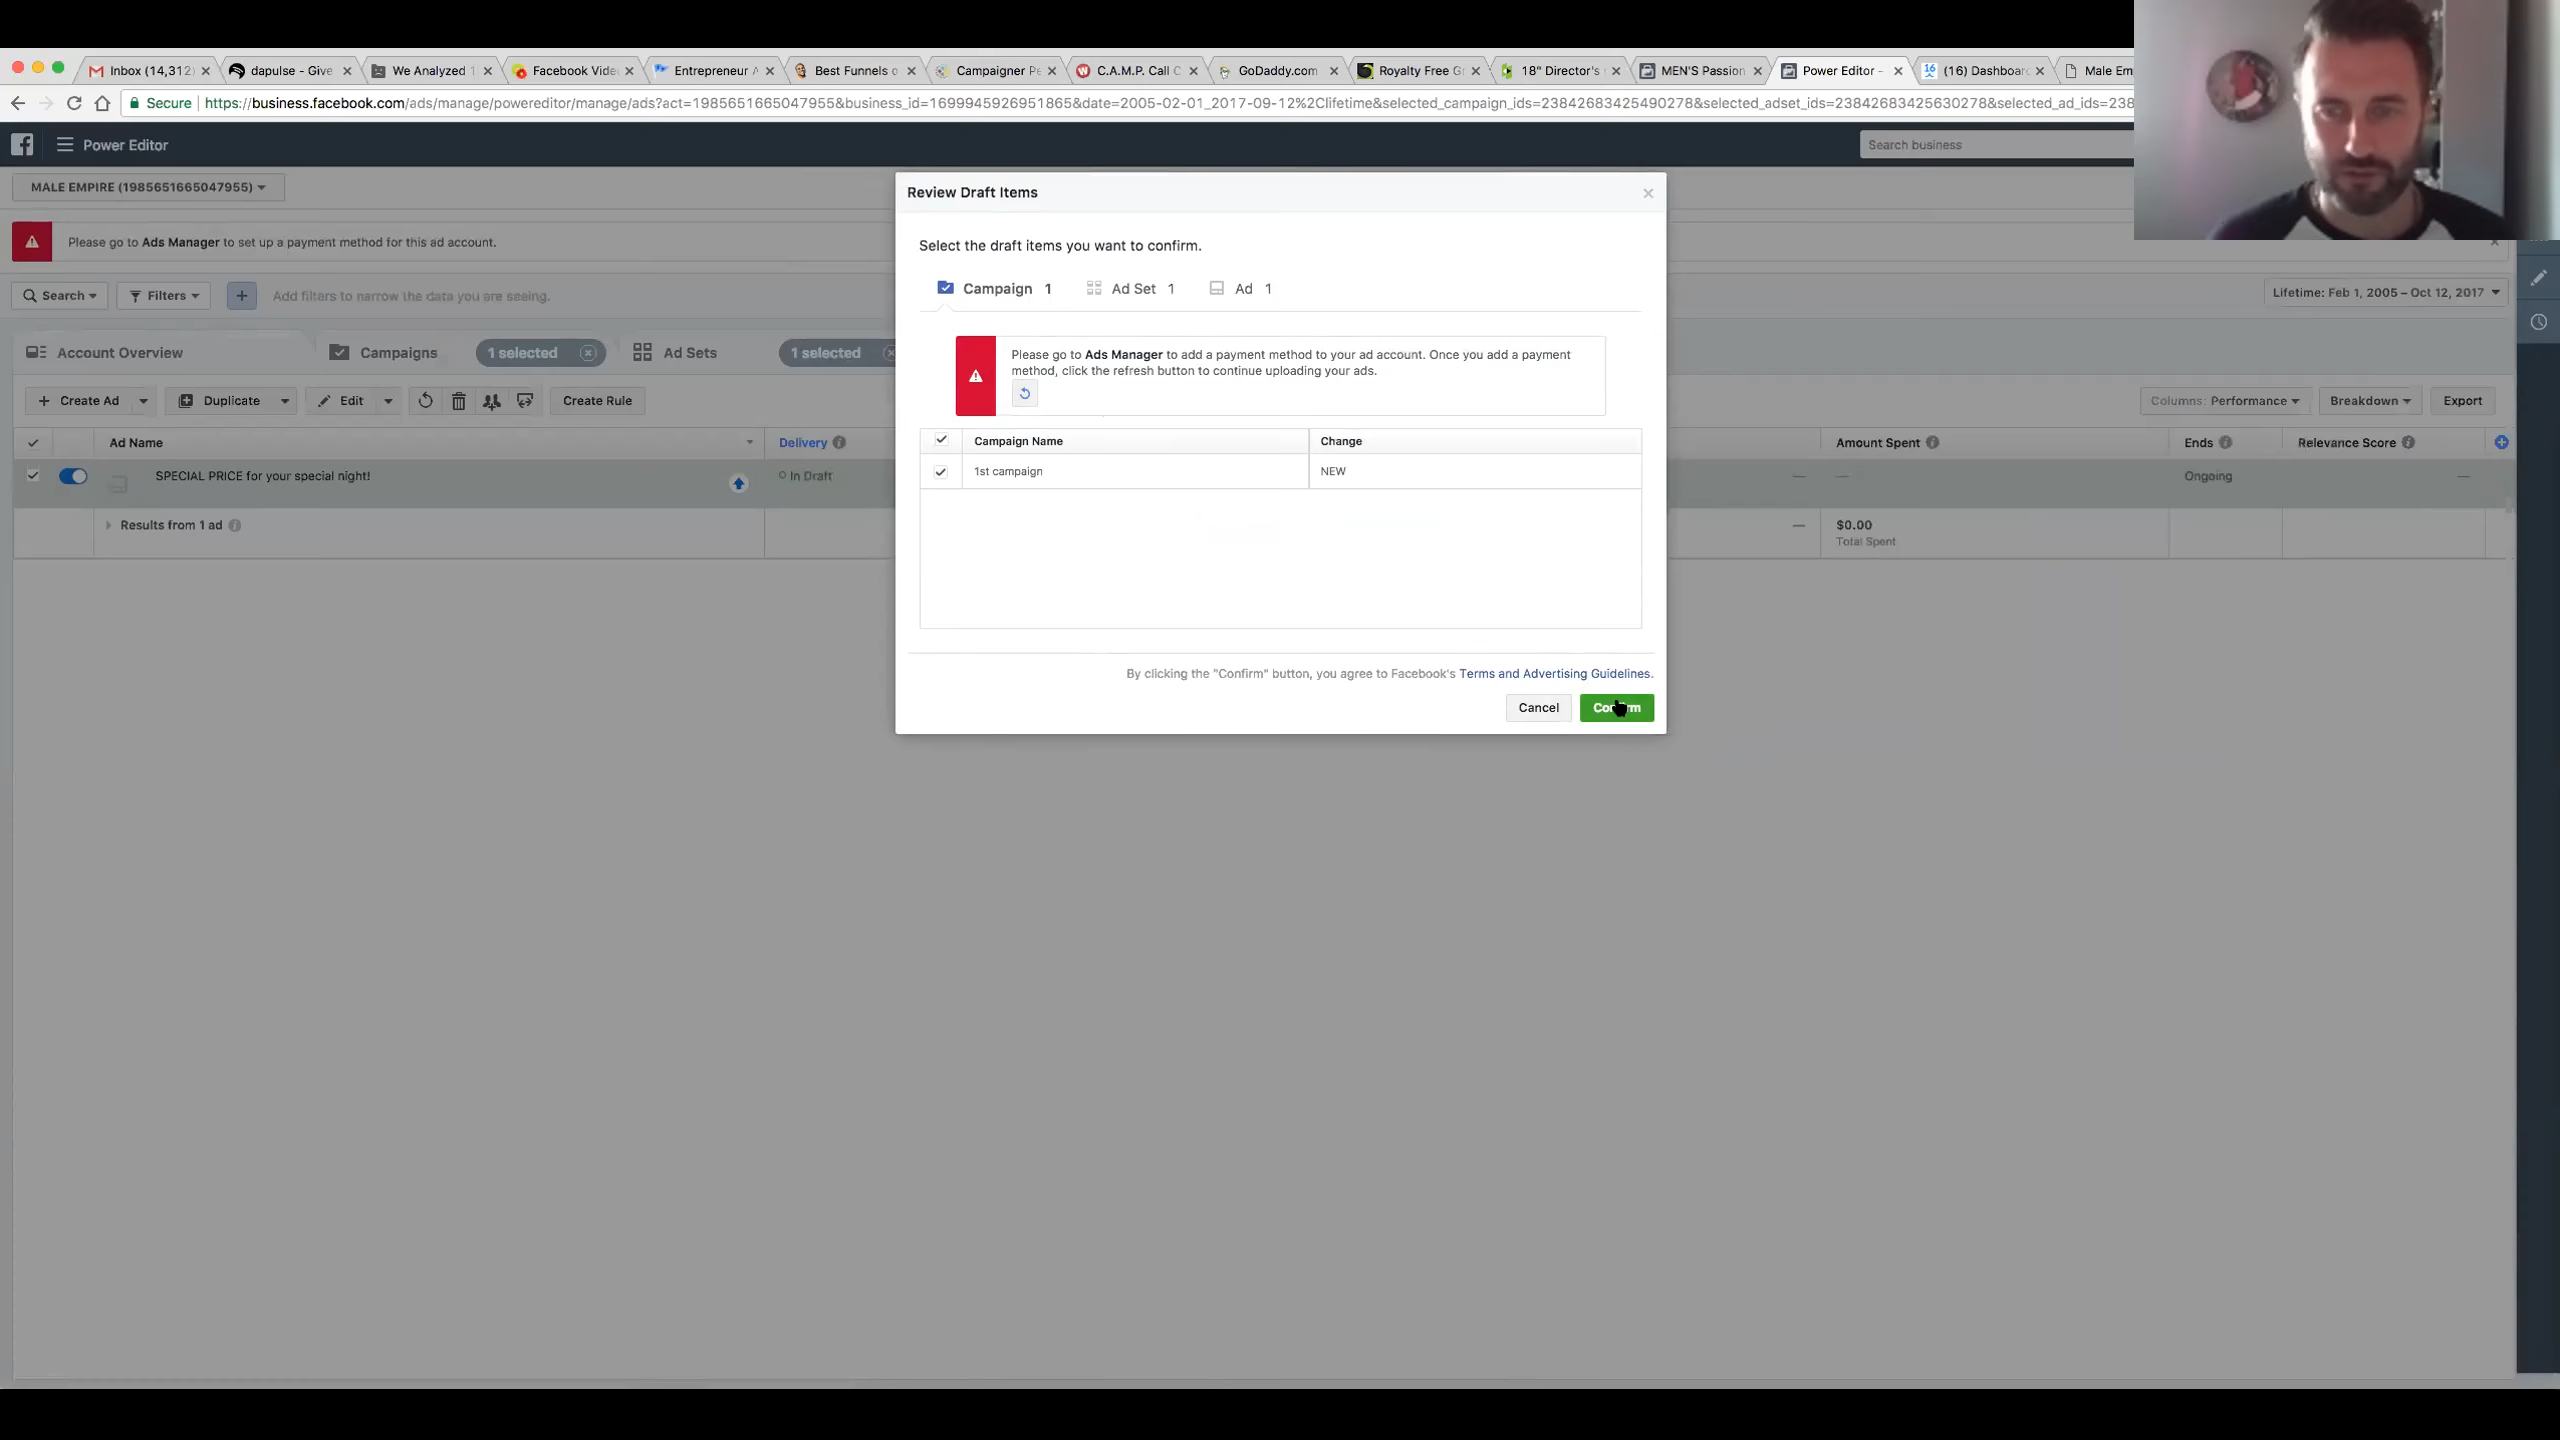 Inbox (14,312)
dapulse - Give
We Analyzed 1
Facebook Vide
Entrepreneur A
Best Funnels o
Campaigner Pe
C.A.M.P. Call C
GoDaddy.com
Royalty Free Gr
18" Director's
MEN'S Passion
Power Editor -
(16) Dashboard
Male Em
Secure
https://business.facebook.com/ads/manage/powereditor/manage/ads?act=1985651665047955&business_id=1699945926951865&date=2005-02-01_2017-09-12%2Clifetime&selected_campaign_ids=23842683425490278&selected_adset_ids=23842683425630278&selected_ad_ids=238
Power Editor
Search business
MALE EMPIRE (1985651665047955)
Please go to Ads Manager to set up a payment method for this ad account.
Search
Filters
Add filters to narrow the data you are seeing.
Lifetime: Feb 1, 2005 – Oct 12, 2017
Account Overview
Campaigns
1 selected
Ad Sets
1 selected
Create Ad
Duplicate
Edit
Create Rule
Columns: Performance
Breakdown
Export
Ad Name
Delivery
Amount Spent
Ends
Relevance Score
SPECIAL PRICE for your special night!
In Draft
—
—
Ongoing
—
Results from 1 ad
—
$0.00
Total Spent
Review Draft Items
Select the draft items you want to confirm.
Campaign 1
Ad Set 1
Ad 1
Please go to Ads Manager to add a payment method to your ad account. Once you add a payment
method, click the refresh button to continue uploading your ads.
Campaign Name
Change
1st campaign
NEW
By clicking the "Confirm" button, you agree to Facebook's Terms and Advertising Guidelines.
Cancel
Confirm